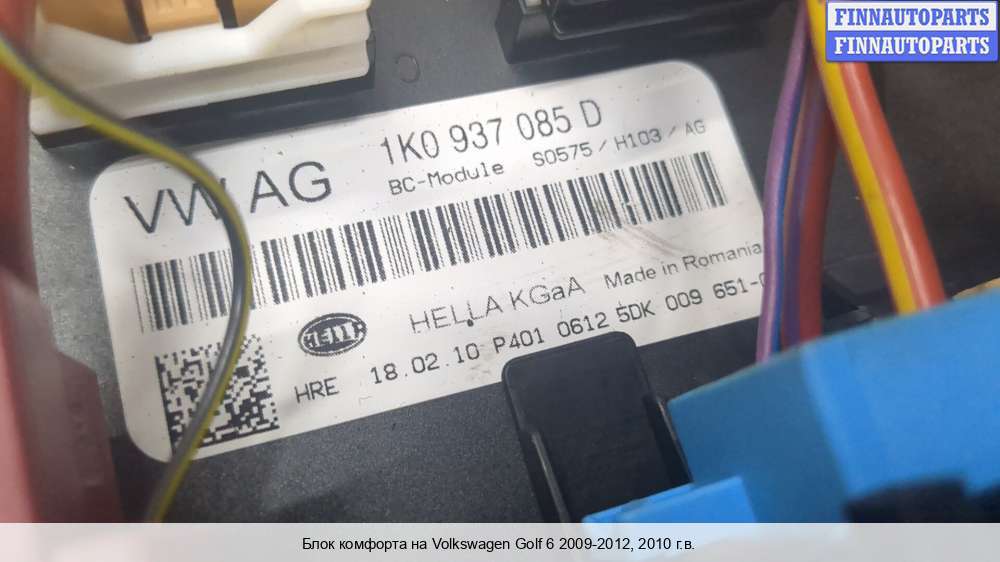 FINNAUTOPARTS
FINNAUTOPARTS
VW AG
1K0 937 085 D
BC-Module S0575 / H103 / AG
HELLA
HELLA KGaA Made in Romania
HRE 18.02.10 P401 0612 5DK 009 651-
Блок комфорта на Volkswagen Golf 6 2009-2012, 2010 г.в.